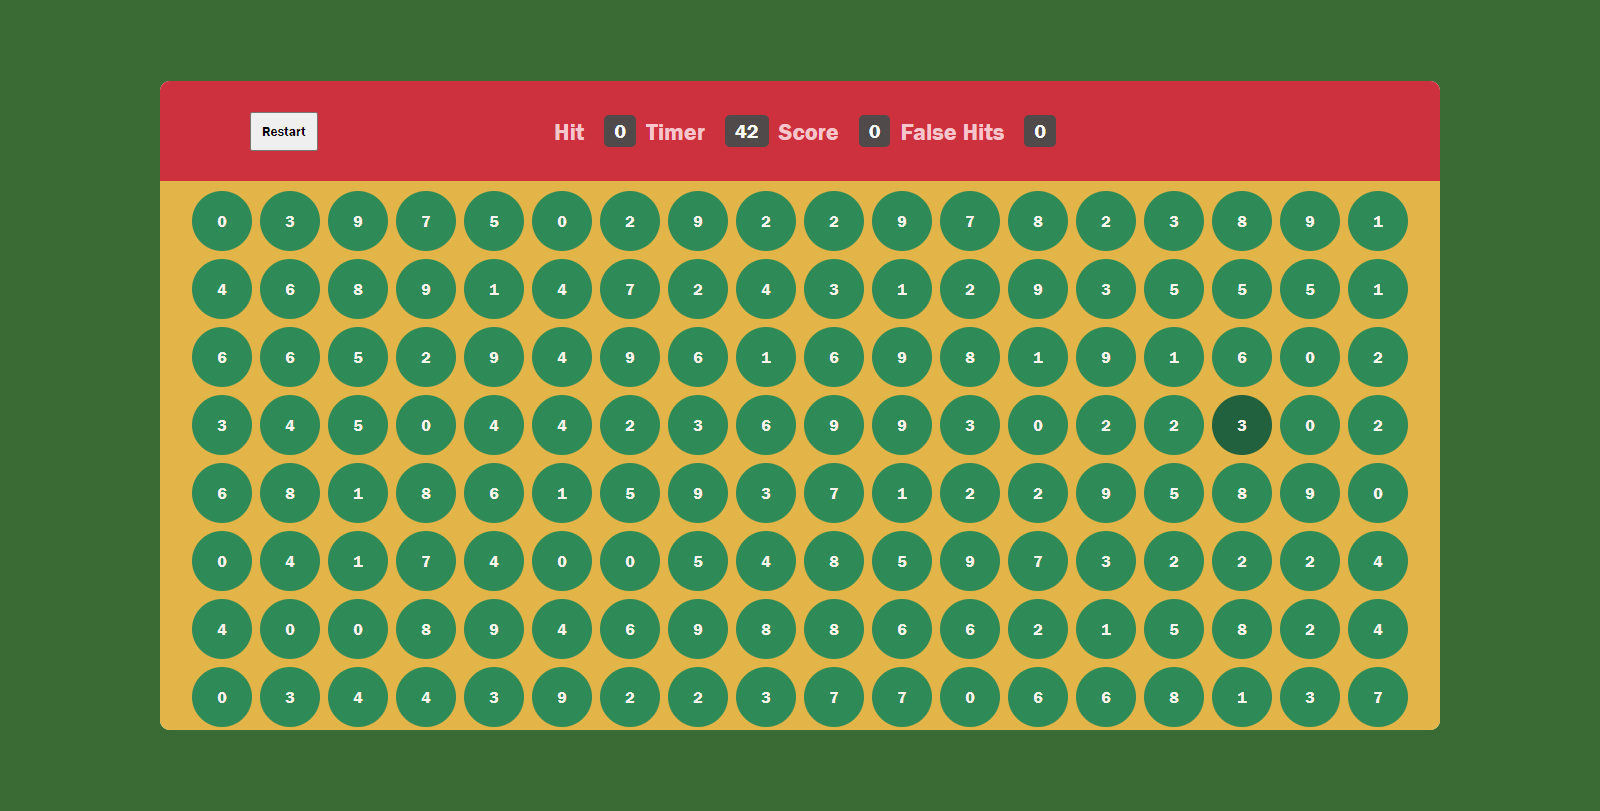 Restart Hit 0 Timer 42 Score 0 False Hits 0
0 3 9 7 5 0 2 9 2 2 9 7 8 2 3 8 9 1
4 6 8 9 1 4 7 2 4 3 1 2 9 3 5 5 5 1
6 6 5 2 9 4 9 6 1 6 9 8 1 9 1 6 0 2
3 4 5 0 4 4 2 3 6 9 9 3 0 2 2 3 0 2
6 8 1 8 6 1 5 9 3 7 1 2 2 9 5 8 9 0
0 4 1 7 4 0 0 5 4 8 5 9 7 3 2 2 2 4
4 0 0 8 9 4 6 9 8 8 6 6 2 1 5 8 2 4
0 3 4 4 3 9 2 2 3 7 7 0 6 6 8 1 3 7